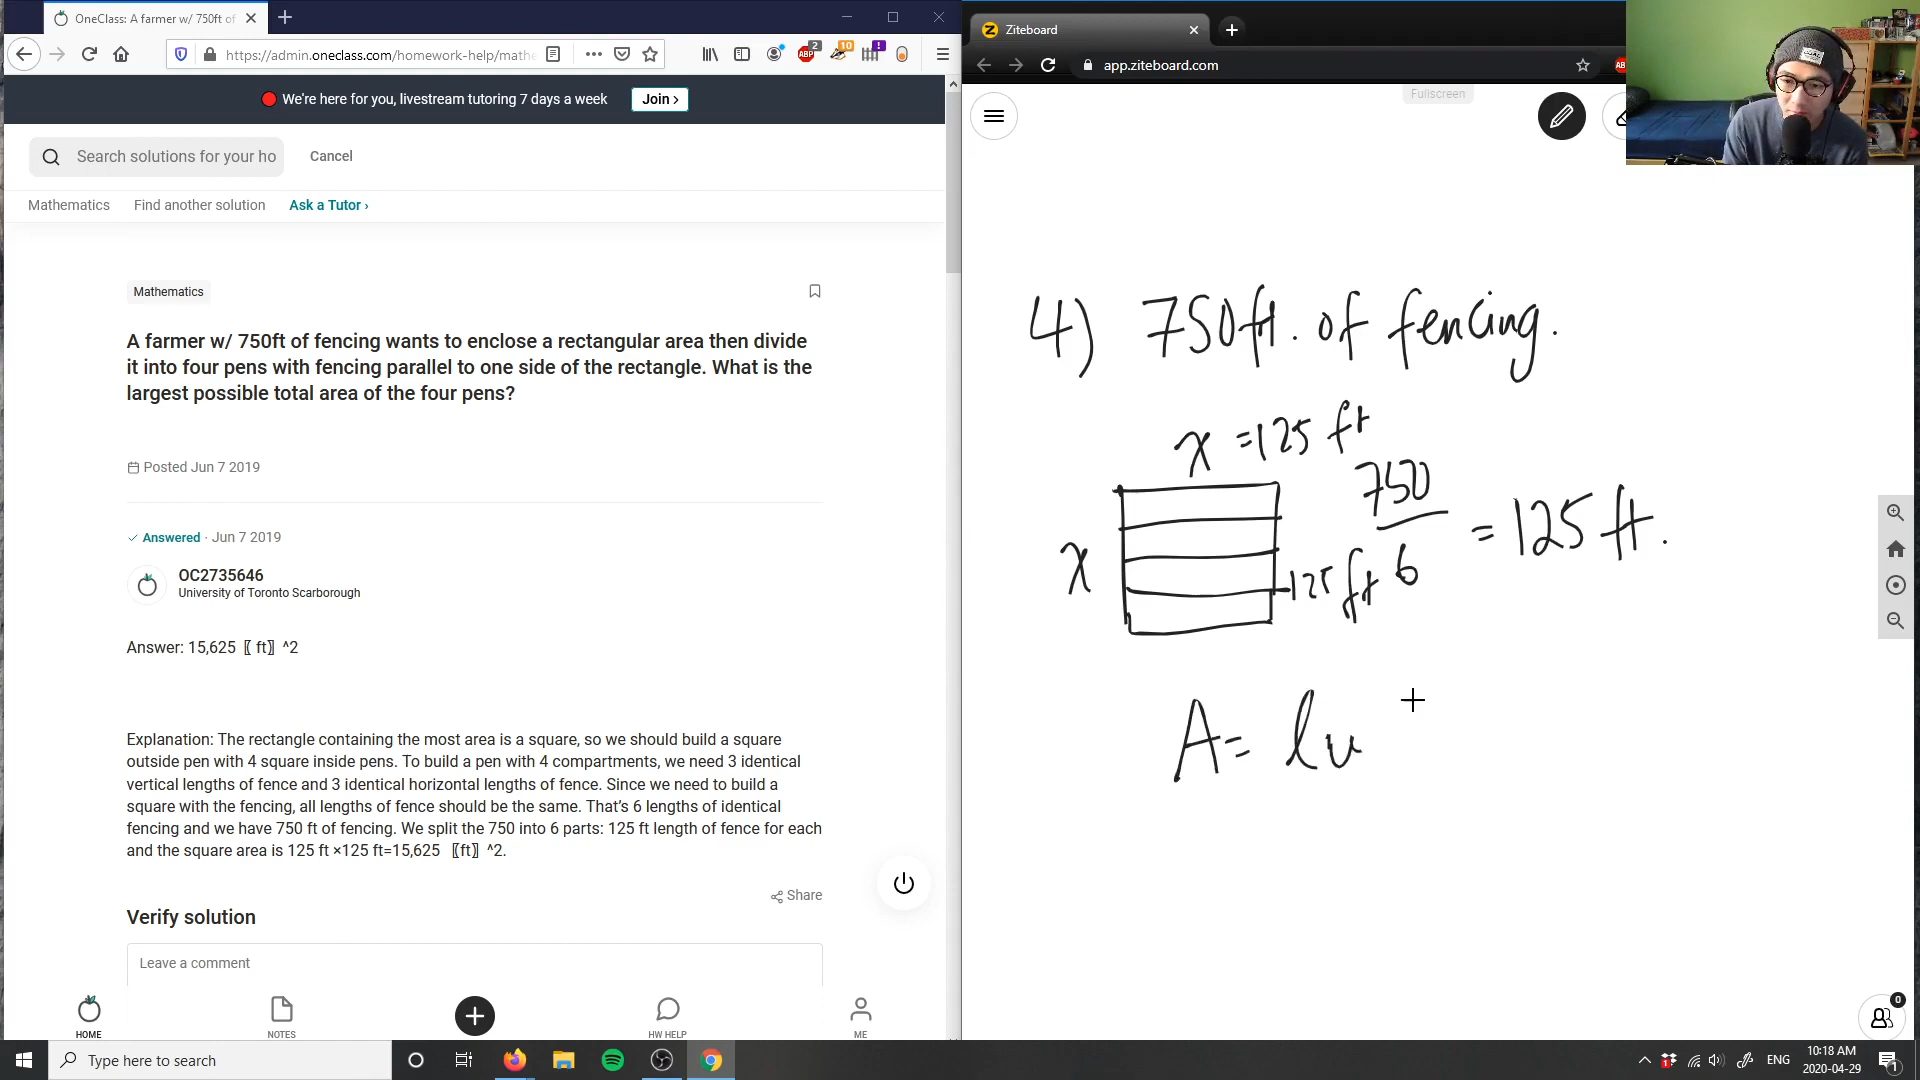 OneClass: A farmer w/ 750ft of
https://admin.oneclass.com/homework-help/mathe
2
10
!
We're here for you, livestream tutoring 7 days a week
Join ›
Search solutions for your ho
Cancel
Mathematics
Find another solution
Ask a Tutor ›
Mathematics
A farmer w/ 750ft of fencing wants to enclose a rectangular area then divide
it into four pens with fencing parallel to one side of the rectangle. What is the
largest possible total area of the four pens?
Posted Jun 7 2019
Answered · Jun 7 2019
OC2735646
University of Toronto Scarborough
Answer: 15,625 〖 ft〗 ^2
Explanation: The rectangle containing the most area is a square, so we should build a square
outside pen with 4 square inside pens. To build a pen with 4 compartments, we need 3 identical
vertical lengths of fence and 3 identical horizontal lengths of fence. Since we need to build a
square with the fencing, all lengths of fence should be the same. That’s 6 lengths of identical
fencing and we have 750 ft of fencing. We split the 750 into 6 parts: 125 ft length of fence for each
and the square area is 125 ft ×125 ft=15,625 〖ft〗 ^2.
Share
Verify solution
Leave a comment
HOME
NOTES
HW HELP
ME
Ziteboard
app.ziteboard.com
Fullscreen
4) 750ft. of fencing.
x =125 ft
750
6
= 125 ft.
x
125 ft
A= lw
0
Type here to search
ENG
10:18 AM
2020-04-29
1